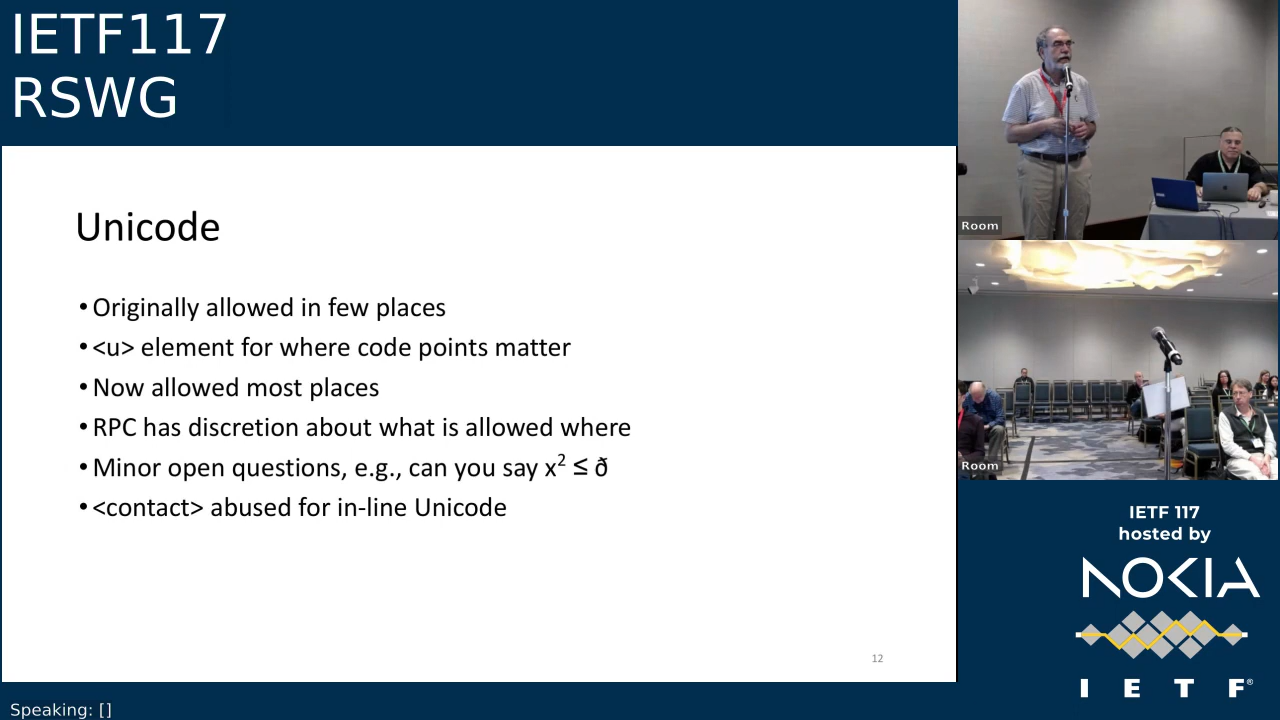 IETF117
RSWG
Unicode
• Originally allowed in few places
• <u> element for where code points matter
• Now allowed most places
• RPC has discretion about what is allowed where
• Minor open questions, e.g., can you say x² ≤ ð
• <contact> abused for in-line Unicode
12
Room
Room
IETF 117
hosted by
NOKIA
I E T F®
Speaking: []